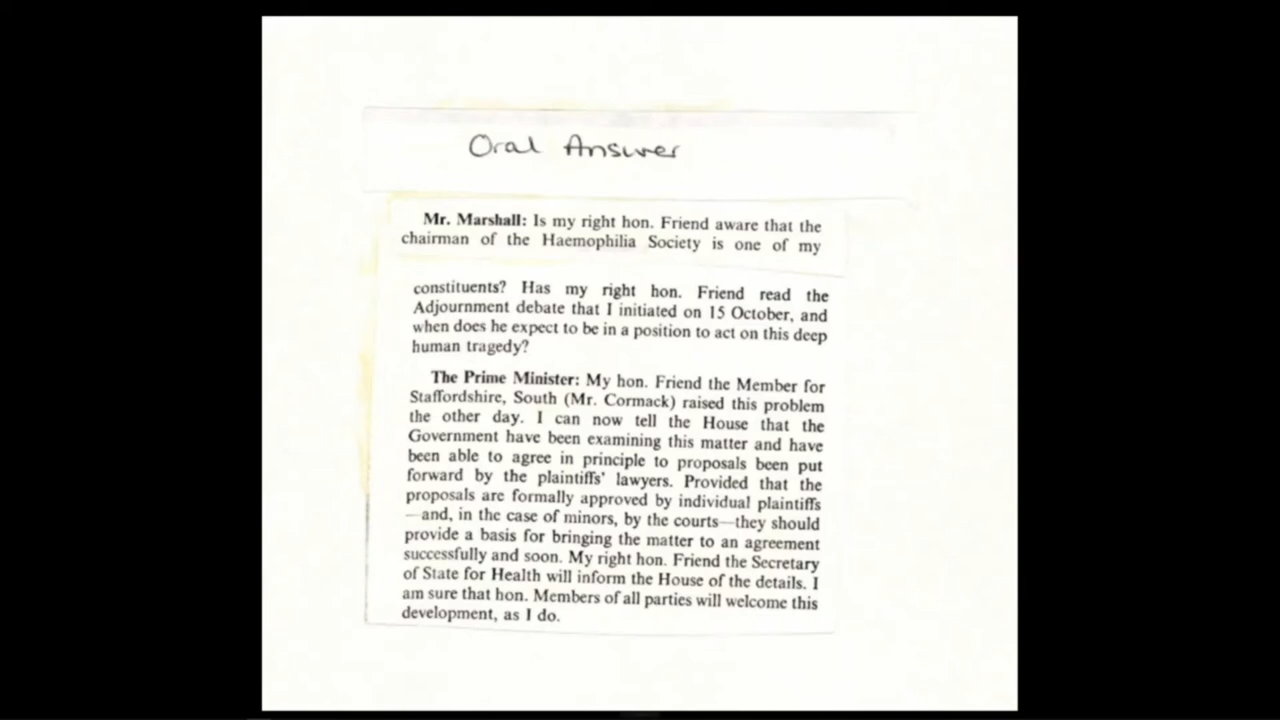 Oral Answer
Mr. Marshall: Is my right hon. Friend aware that the
chairman of the Haemophilia Society is one of my
constituents? Has my right hon. Friend read the
Adjournment debate that I initiated on 15 October, and
when does he expect to be in a position to act on this deep
human tragedy?
The Prime Minister: My hon. Friend the Member for
Staffordshire, South (Mr. Cormack) raised this problem
the other day. I can now tell the House that the
Government have been examining this matter and have
been able to agree in principle to proposals been put
forward by the plaintiffs' lawyers. Provided that the
proposals are formally approved by individual plaintiffs
—and, in the case of minors, by the courts—they should
provide a basis for bringing the matter to an agreement
successfully and soon. My right hon. Friend the Secretary
of State for Health will inform the House of the details. I
am sure that hon. Members of all parties will welcome this
development, as I do.